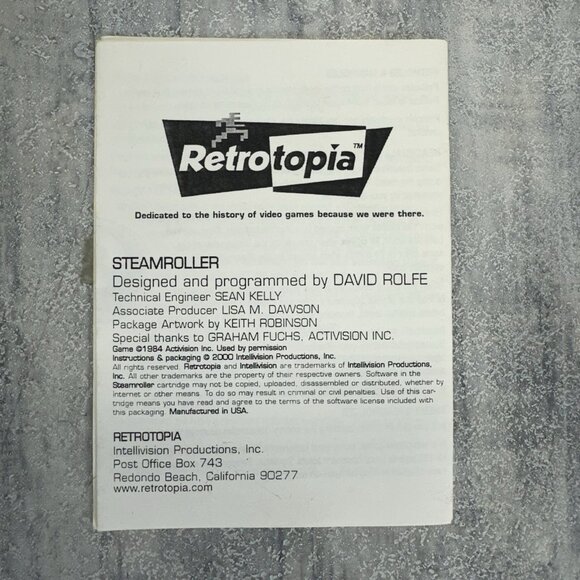 Retrotopia™
Dedicated to the history of video games because we were there.
STEAMROLLER
Designed and programmed by DAVID ROLFE
Technical Engineer SEAN KELLY
Associate Producer LISA M. DAWSON
Package Artwork by KEITH ROBINSON
Special thanks to GRAHAM FUCHS, ACTIVISION INC.
Game ©1984 Activision Inc. Used by permission
Instructions & packaging © 2000 Intellivision Productions, Inc.
All rights reserved. Retrotopia and Intellivision are trademarks of Intellivision Productions,
Inc. All other trademarks are the property of their respective owners. Software in the
Steamroller cartridge may not be copied, uploaded, disassembled or distributed, whether by
internet or other means. To do so may result in criminal or civil penalties. Use of this car-
tridge means you have read and agree to the terms of the software license included with
this packaging. Manufactured in USA.
RETROTOPIA
Intellivision Productions, Inc.
Post Office Box 743
Redondo Beach, California 90277
www.retrotopia.com